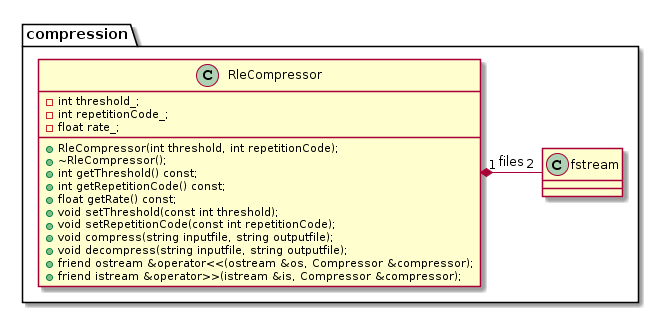 compression
C RleCompressor
int threshold_;
int repetitionCode_;
float rate_;
RleCompressor(int threshold, int repetitionCode);
~RleCompressor();
int getThreshold() const;
int getRepetitionCode() const;
float getRate() const;
void setThreshold(const int threshold);
void setRepetitionCode(const int repetitionCode);
void compress(string inputfile, string outputfile);
void decompress(string inputfile, string outputfile);
friend ostream &operator<<(ostream &os, Compressor &compressor);
friend istream &operator>>(istream &is, Compressor &compressor);
1 files 2
C fstream